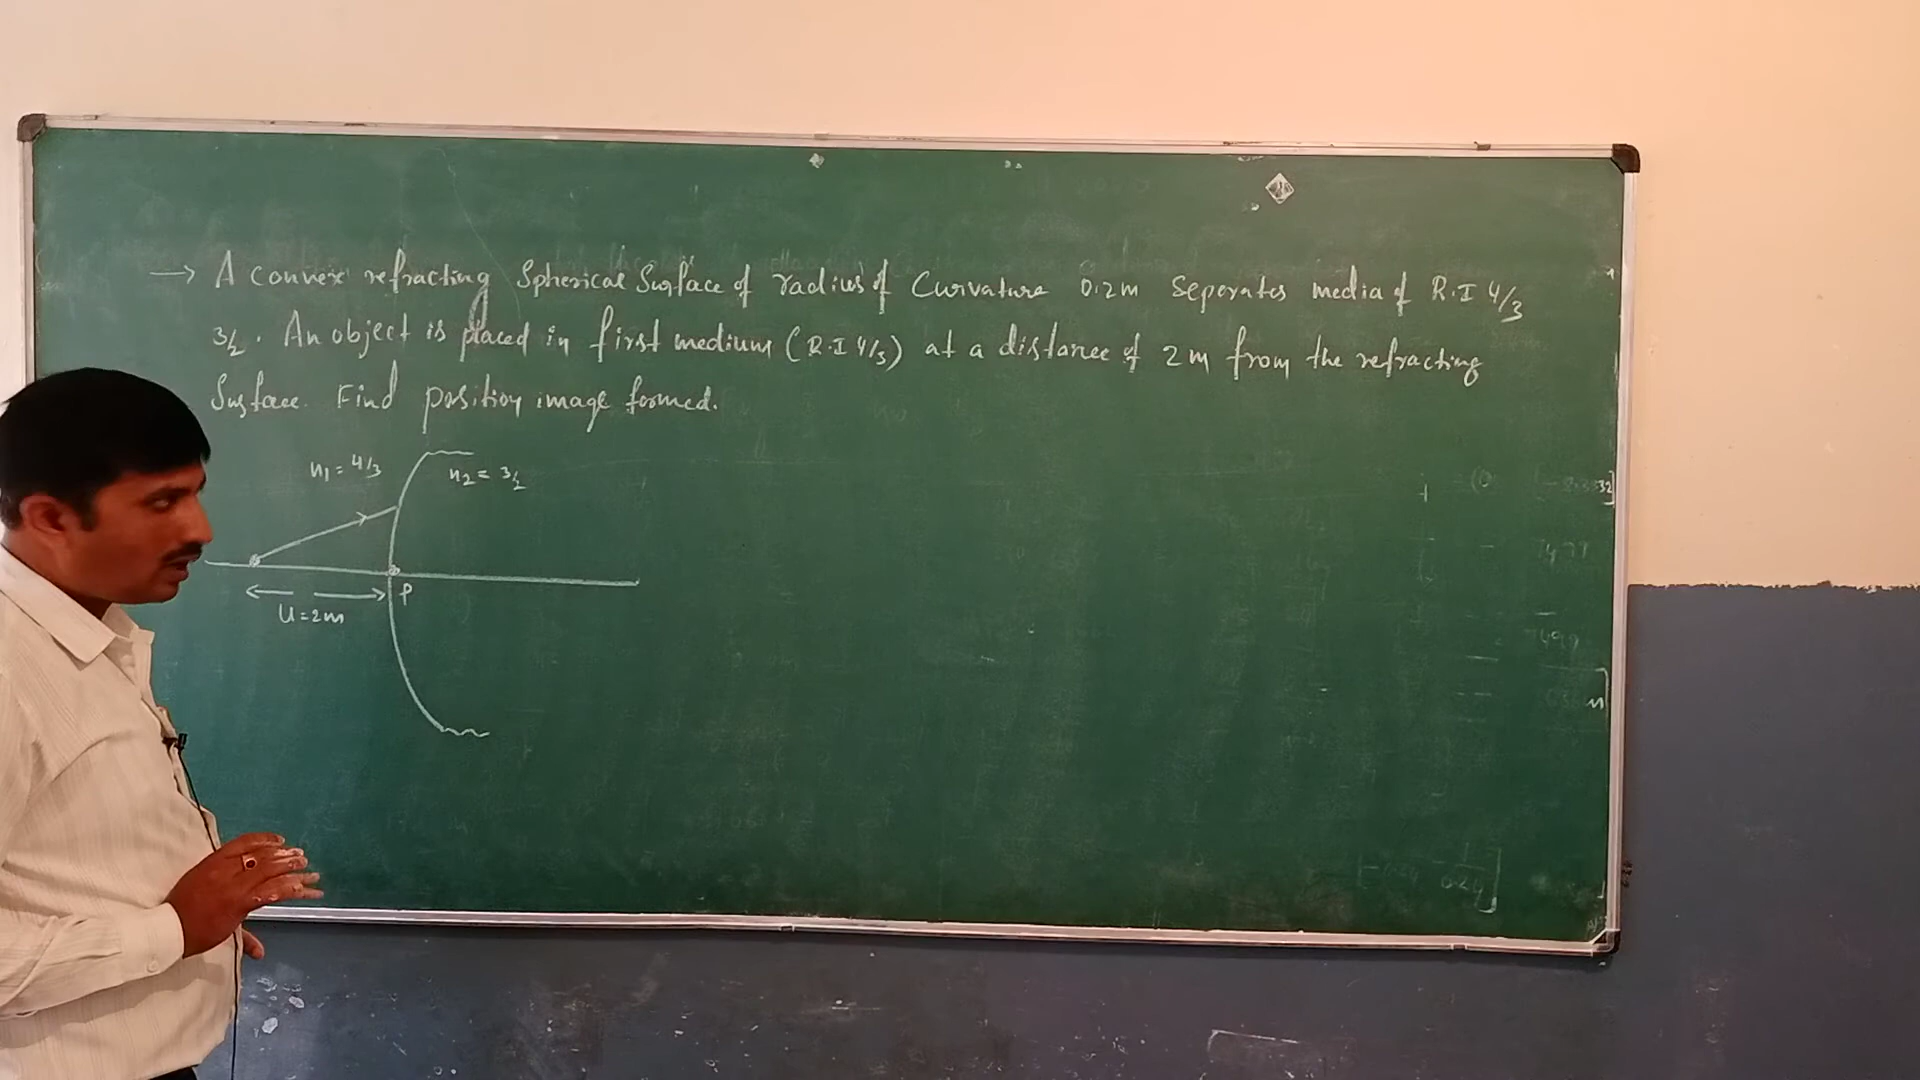 → A convex refracting Spherical Surface of radius of Curvature 0.2m Seperates media of R.I 4/3
3/2. An object is placed in first medium (R.I 4/3) at a distance of 2m from the refracting
Surface. Find position image formed.
n1 = 4/3
n2 = 3/2
P
U = 2m